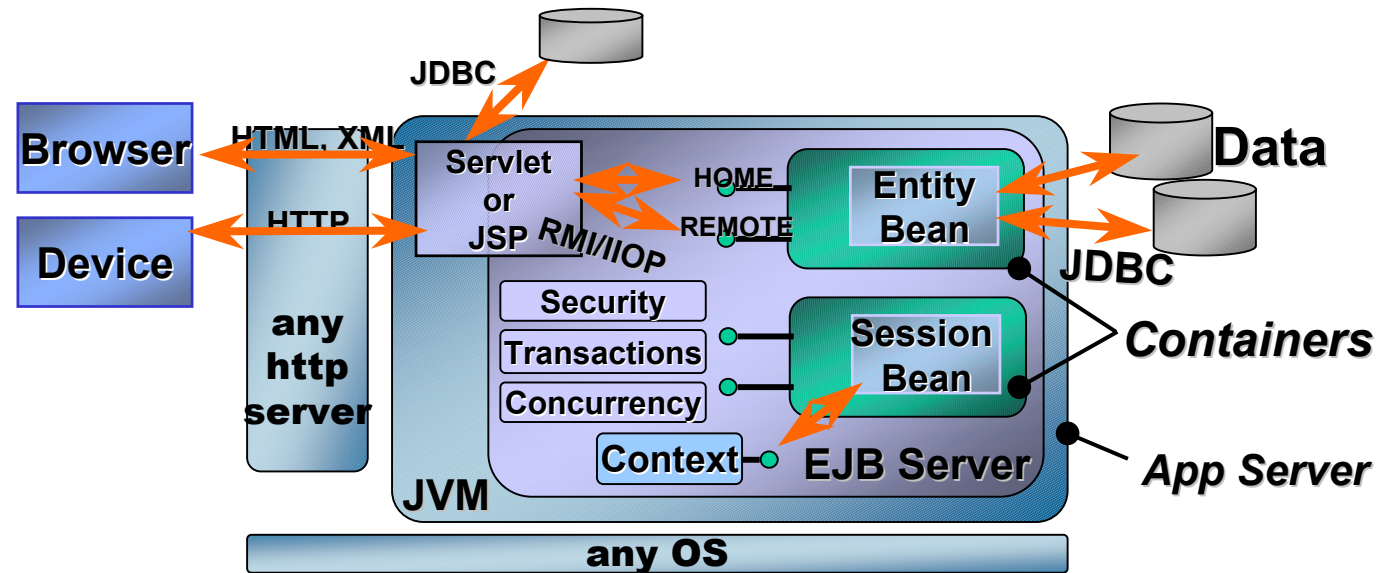 JDBC
Browser
HTML, XML
Servlet
or
JSP
HOME
Entity
Bean
Data
Device
HTTP
RMI/IIOP
REMOTE
JDBC
any
http
server
Security
Transactions
Concurrency
Session
Bean
Containers
Context
EJB Server
App Server
JVM
any OS